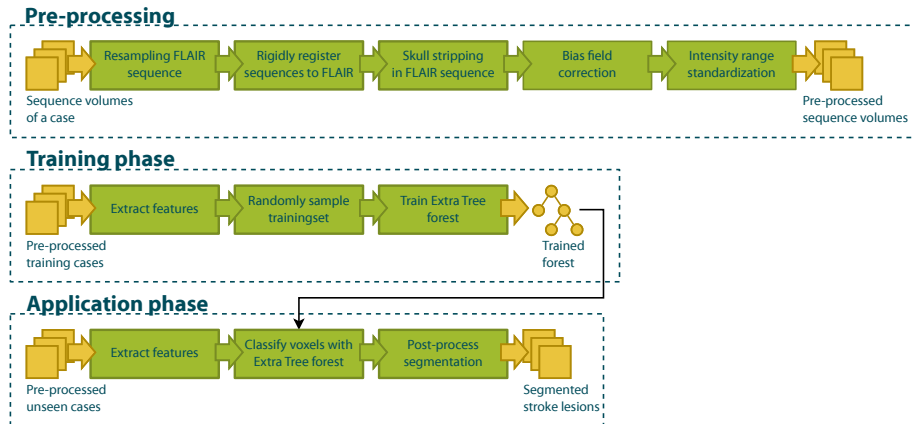 Pre-processing
Resampling FLAIR
sequence
Rigidly register
sequences to FLAIR
Skull stripping
in FLAIR sequence
Bias field
correction
Intensity range
standardization
Sequence volumes
of a case
Pre-processed
sequence volumes
Training phase
Extract features
Randomly sample
trainingset
Train Extra Tree
forest
Pre-processed
training cases
Trained
forest
Application phase
Extract features
Classify voxels with
Extra Tree forest
Post-process
segmentation
Pre-processed
unseen cases
Segmented
stroke lesions